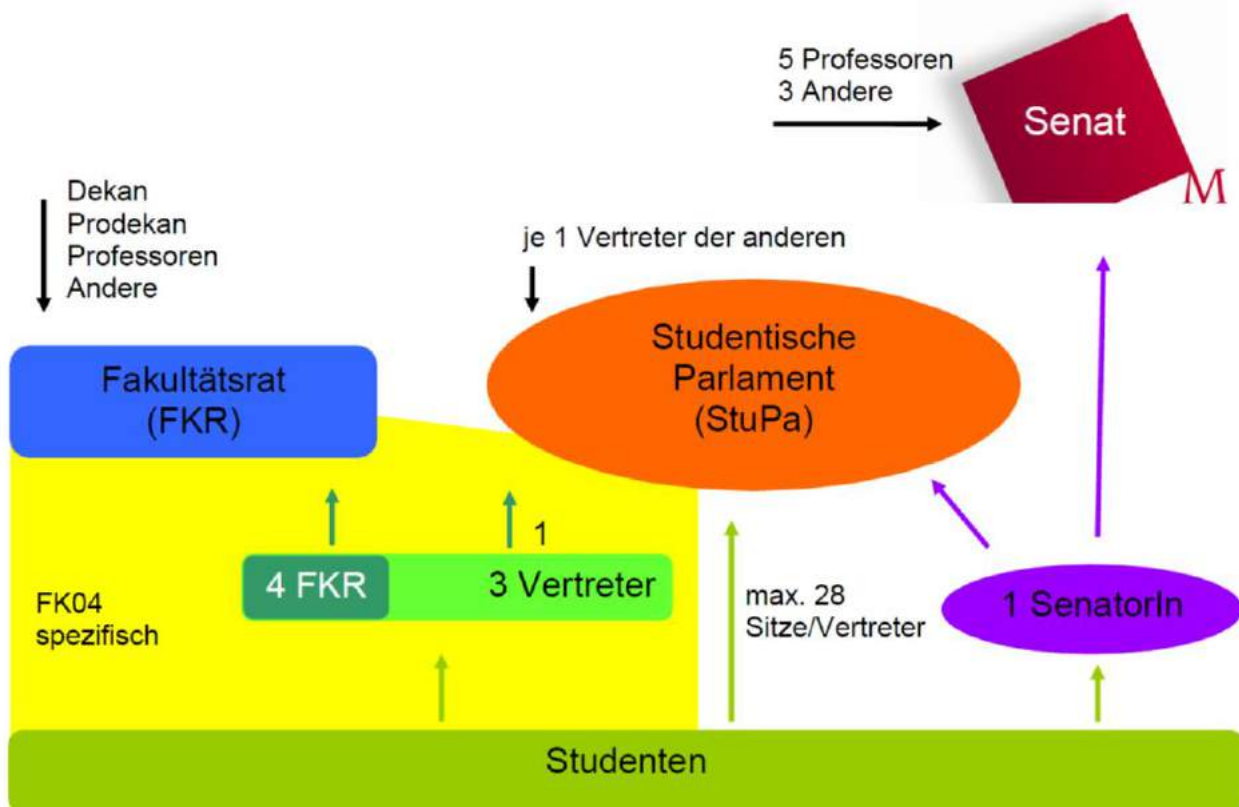 5 Professoren
3 Andere
Senat
M
Dekan
Prodekan
Professoren
Andere
je 1 Vertreter der anderen
Fakultätsrat
(FKR)
Studentische
Parlament
(StuPa)
1
4 FKR
3 Vertreter
FK04
spezifisch
max. 28
Sitze/Vertreter
1 SenatorIn
Studenten